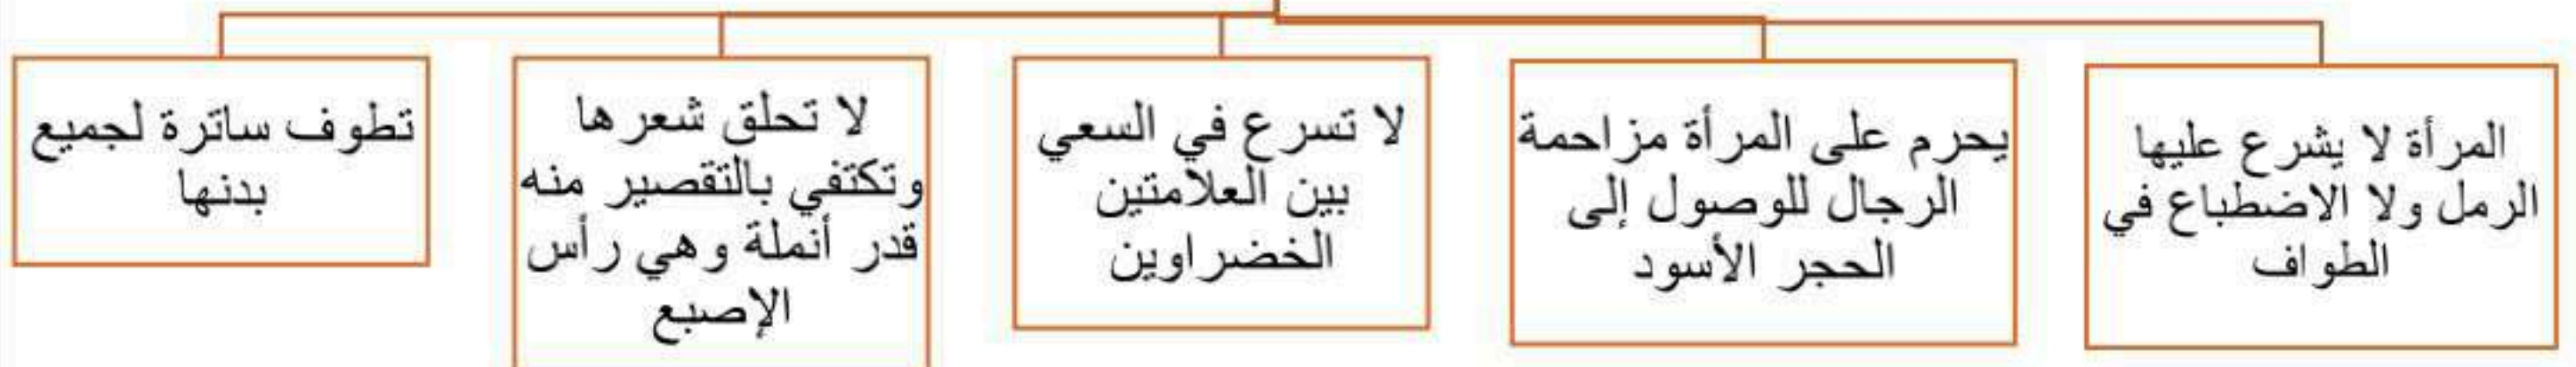 المرأة لا يشرع عليها
الرمل ولا الاضطباع في
الطواف
يحرم على المرأة مزاحمة
الرجال للوصول إلى
الحجر الأسود
لا تسرع في السعي
بين العلامتين
الخضراوين
لا تحلق شعرها
وتكتفي بالتقصير منه
قدر أنملة وهي رأس
الإصبع
تطوف ساترة لجميع
بدنها